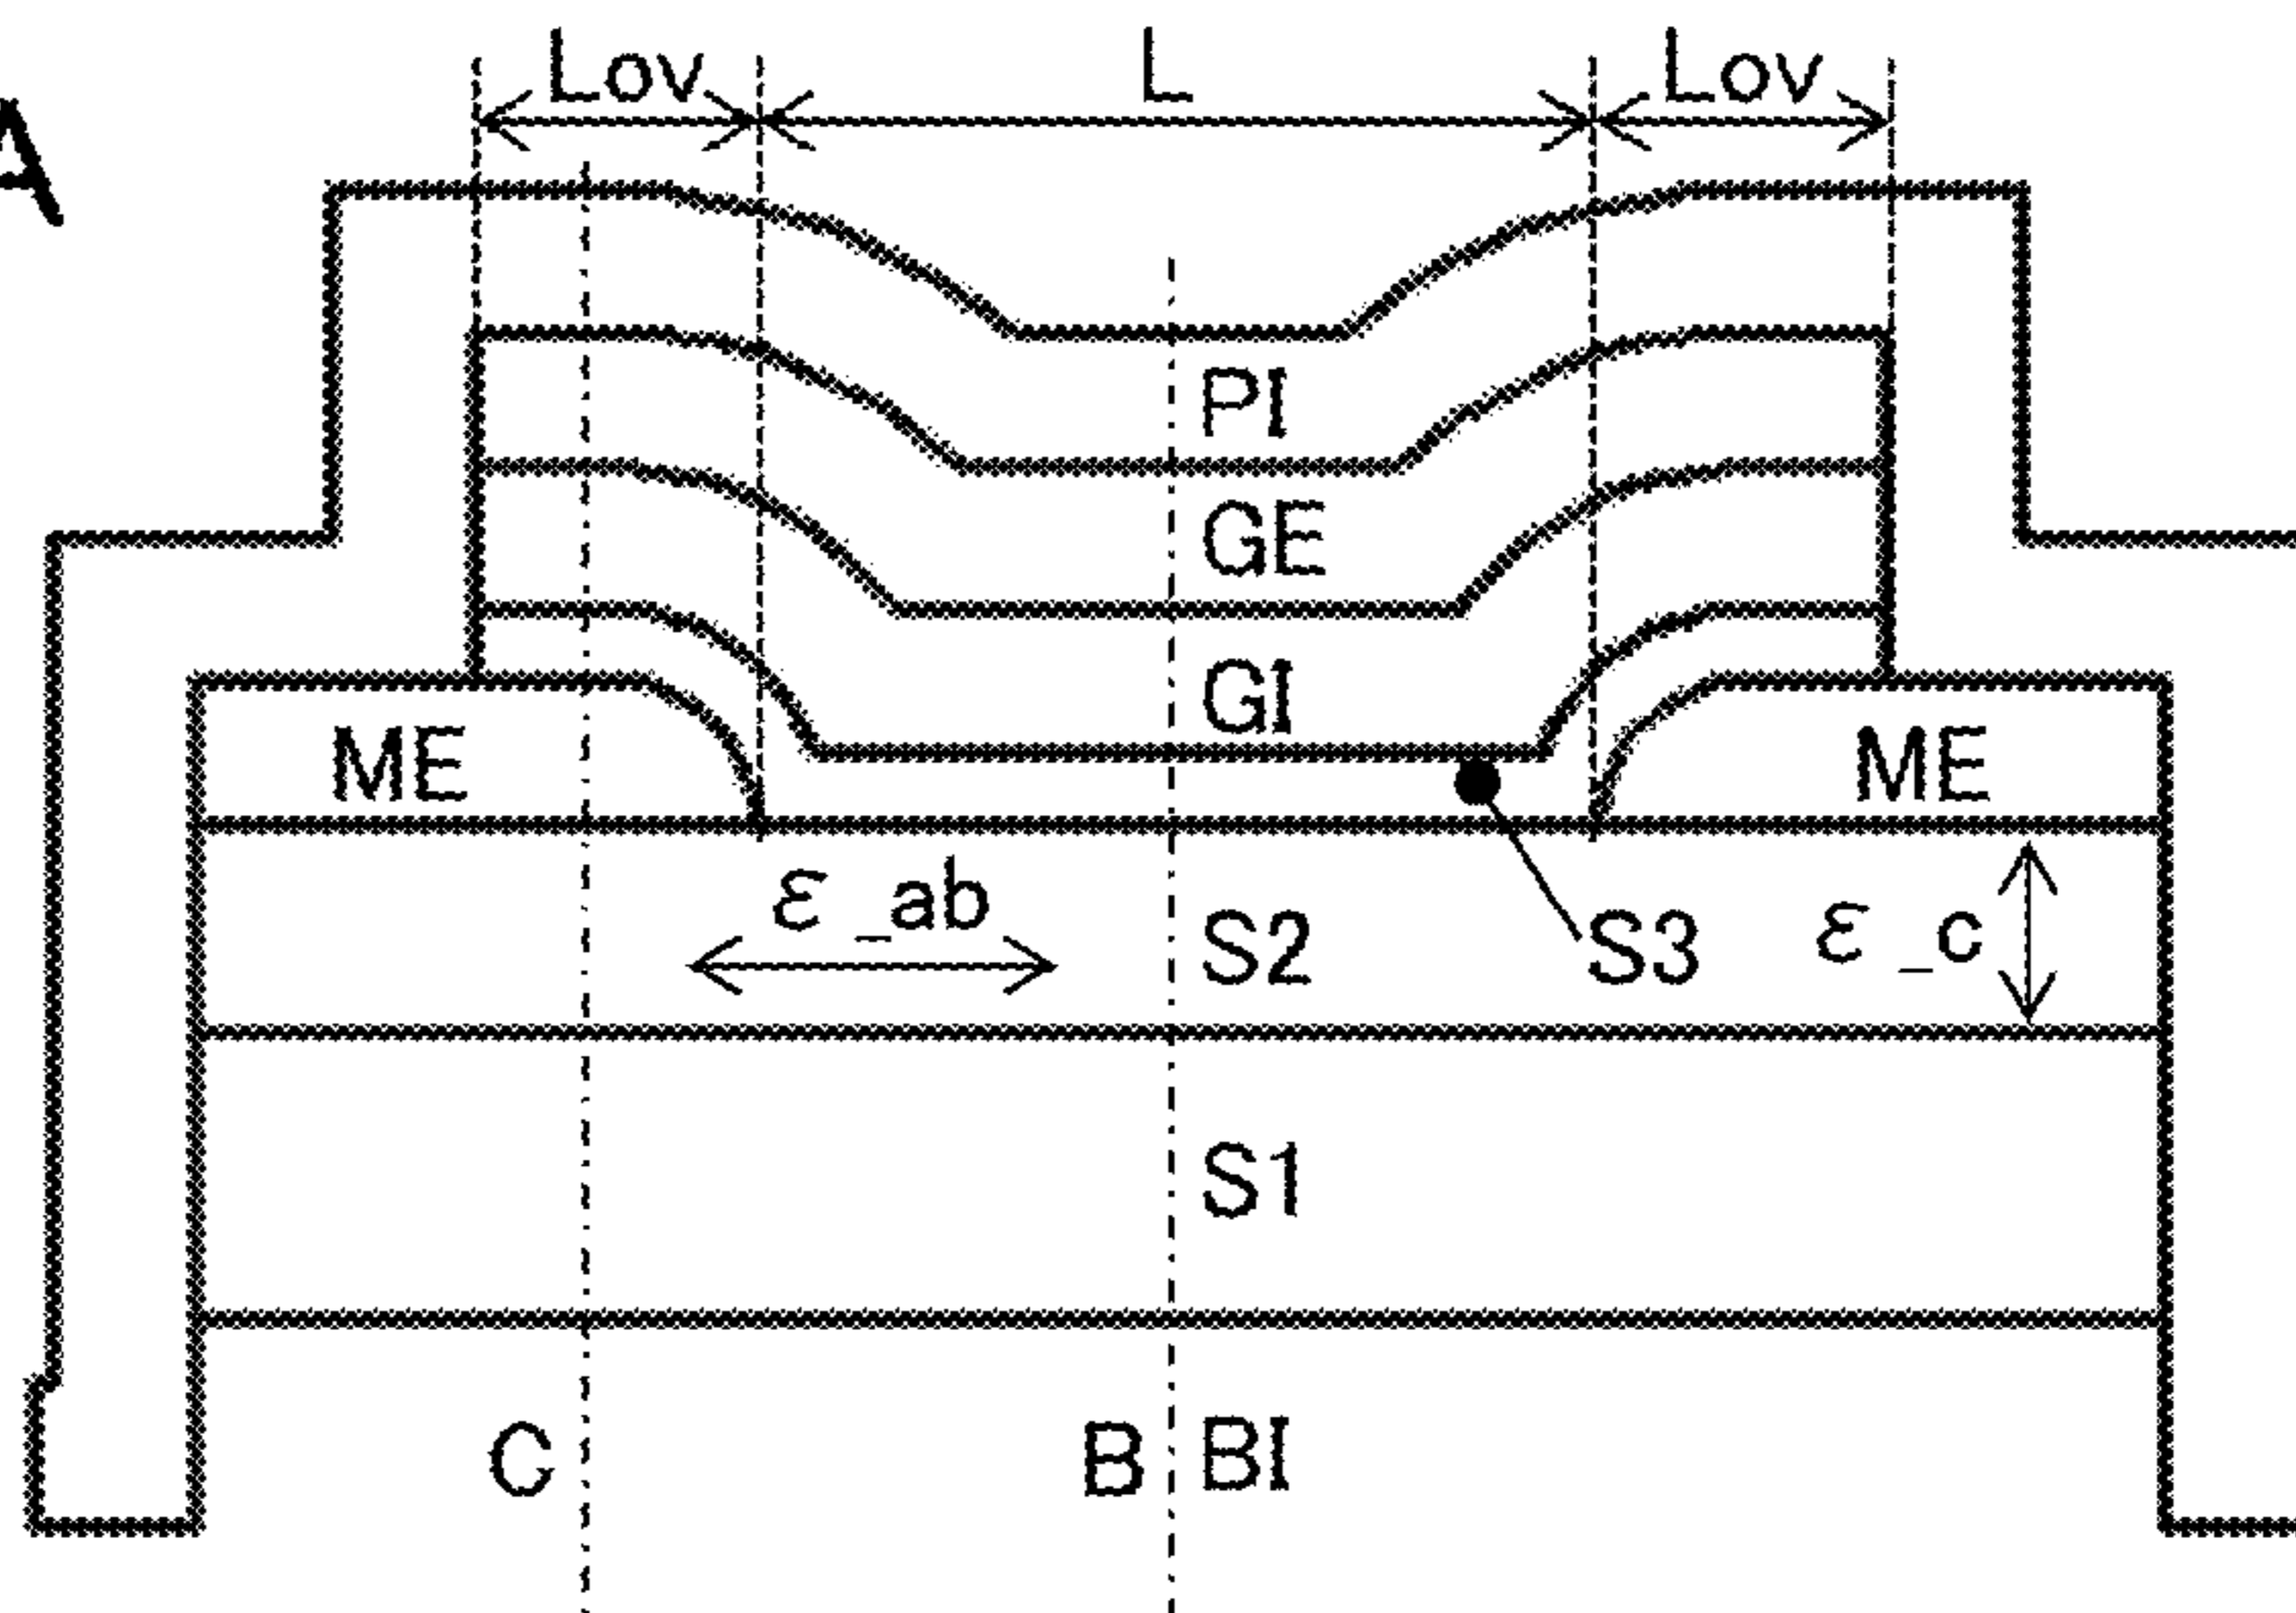 A
Lov L Lov
PI
GE
GI
ME ME
ε_ab S2 S3 ε_c
S1
C B BI